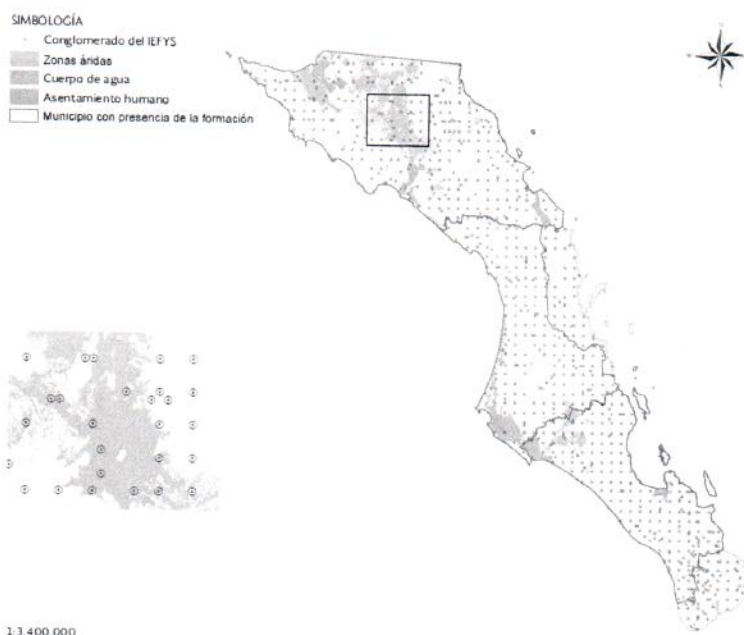 SIMBOLOGÍA
Conglomerado del IEFYS
Zonas áridas
Cuerpo de agua
Asentamiento humano
Municipio con presencia de la formación
1:3,400,000